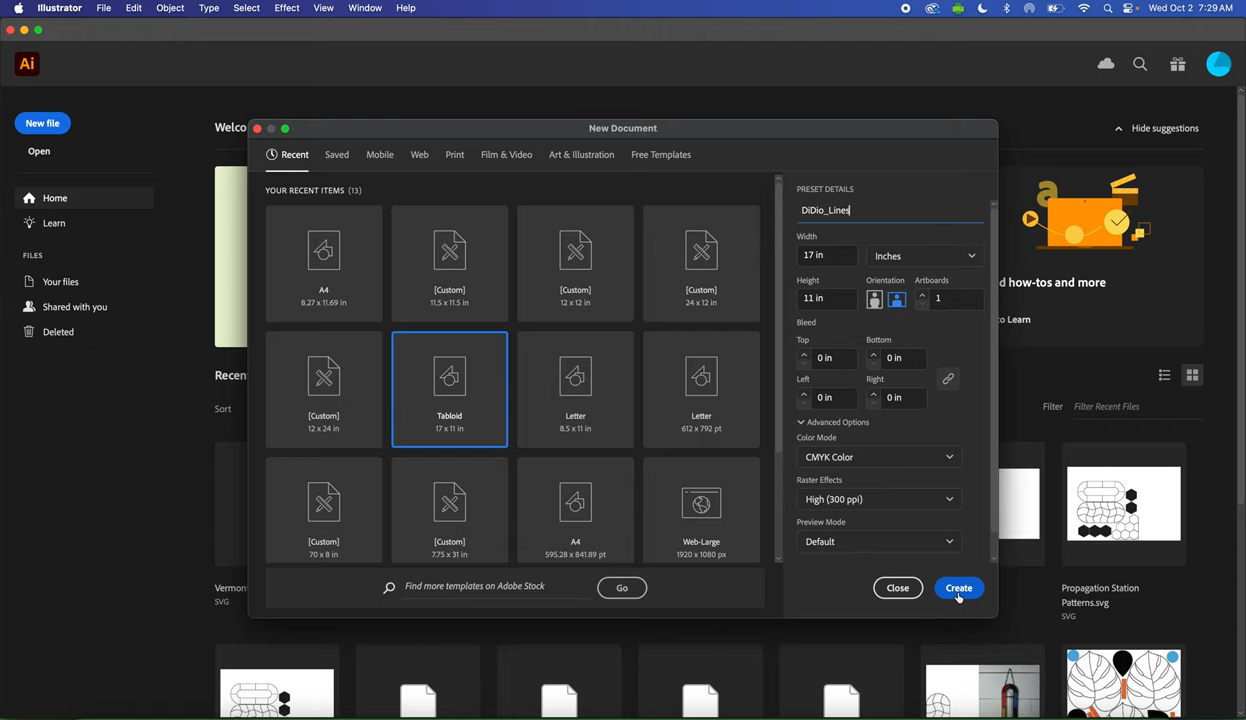 Illustrator File Edit Object Type Select Effect View Window Help
Wed Oct 2 7:29 AM
Ai
New file
Open
Home
Learn
FILES
Your files
Shared with you
Deleted
Welco
Hide suggestions
New Document
Recent Saved Mobile Web Print Film & Video Art & Illustration Free Templates
YOUR RECENT ITEMS (13)
A4
8.27 x 11.69 in
[Custom]
11.5 x 11.5 in
[Custom]
12 x 12 in
[Custom]
24 x 12 in
[Custom]
12 x 24 in
Tabloid
17 x 11 in
Letter
8.5 x 11 in
Letter
612 x 792 pt
[Custom]
70 x 8 in
[Custom]
7.75 x 31 in
A4
595.28 x 841.89 pt
Web-Large
1920 x 1080 px
Find more templates on Adobe Stock
Go
PRESET DETAILS
DiDio_Lines
Width
17 in
Inches
Height Orientation Artboards
11 in
1
Bleed
Top Bottom
0 in 0 in
Left Right
0 in 0 in
Advanced Options
Color Mode
CMYK Color
Raster Effects
High (300 ppi)
Preview Mode
Default
Close
Create
d how-tos and more
to Learn
Recen
Sort
Filter Filter Recent Files
Vermon
SVG
Propagation Station
Patterns.svg
SVG